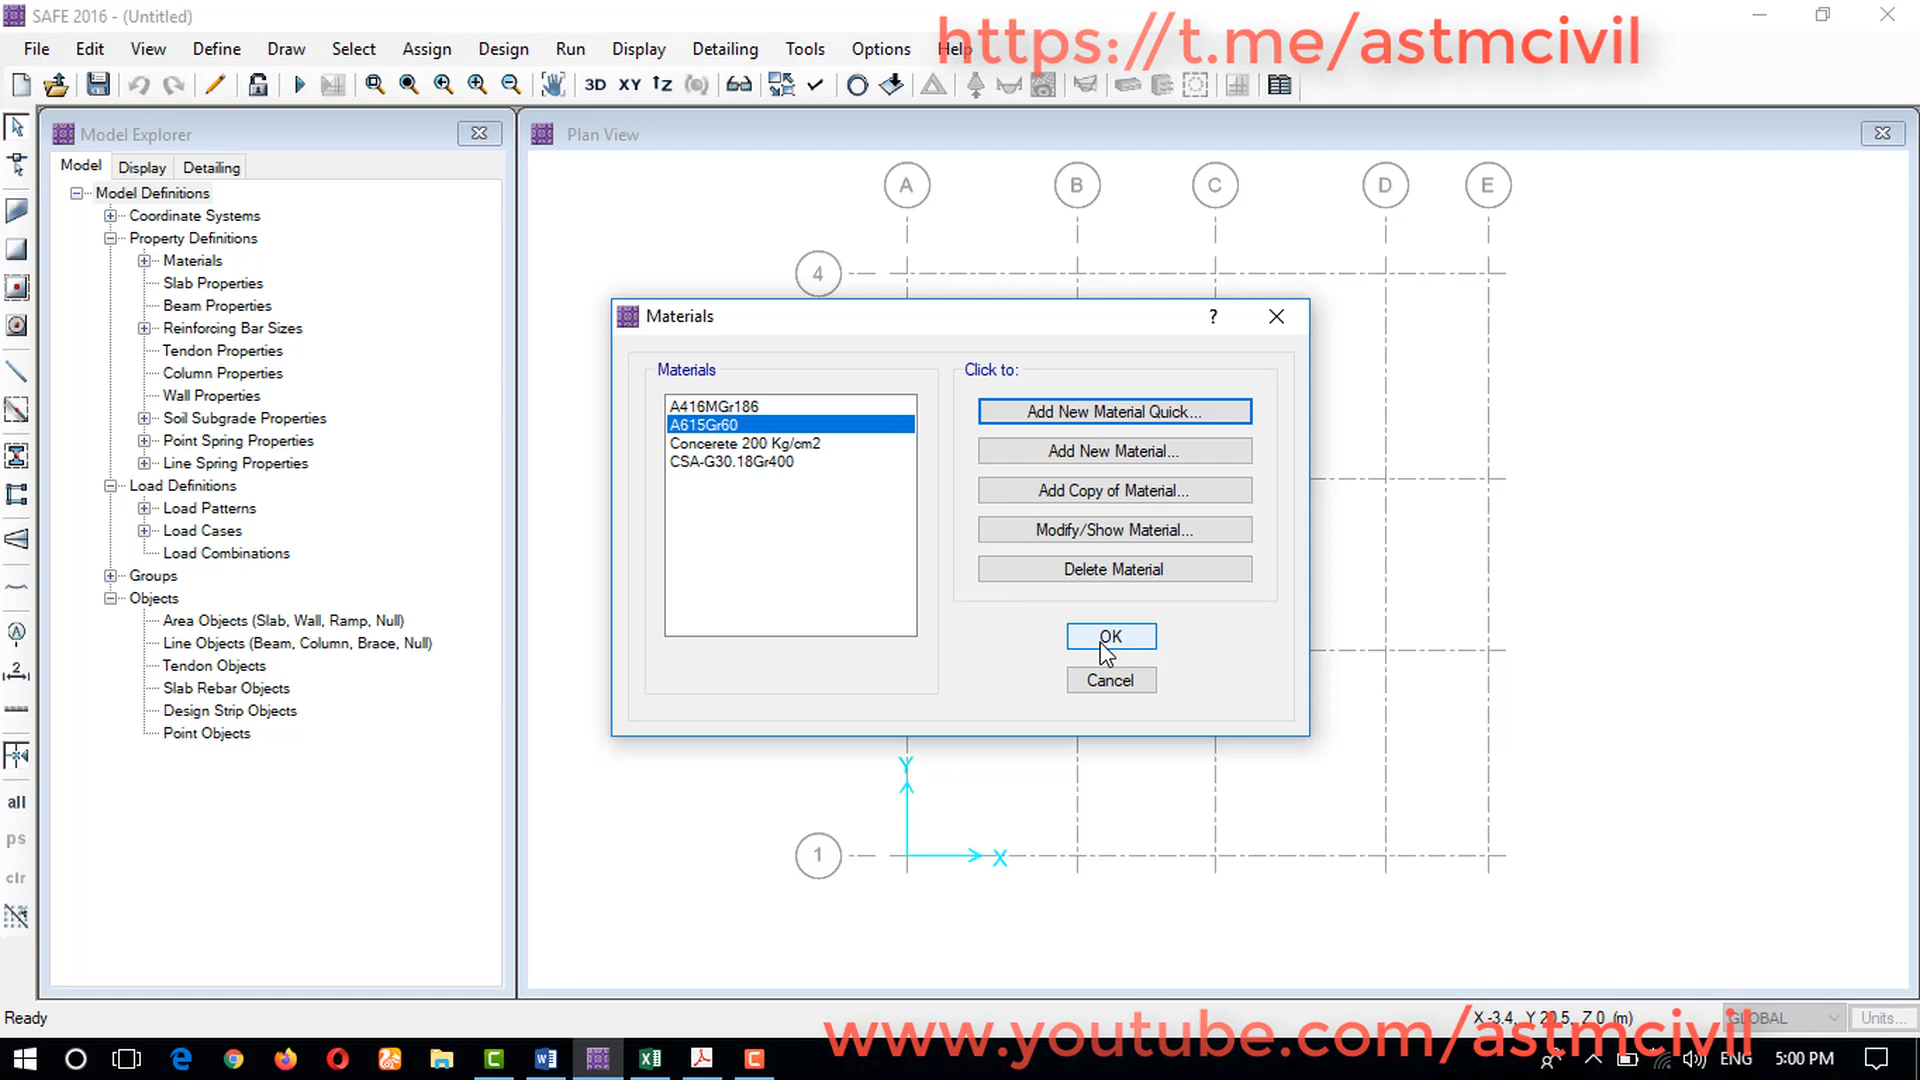 SAFE 2016 - (Untitled)
https://t.me/astmcivil
File Edit View Define Draw Select Assign Design Run Display Detailing Tools Options Help
3D XY
Model Explorer
Plan View
Model Display Detailing
Model Definitions
Coordinate Systems
Property Definitions
Materials
Slab Properties
Beam Properties
Reinforcing Bar Sizes
Tendon Properties
Column Properties
Wall Properties
Soil Subgrade Properties
Point Spring Properties
Line Spring Properties
Load Definitions
Load Patterns
Load Cases
Load Combinations
Groups
Objects
Area Objects (Slab, Wall, Ramp, Null)
Line Objects (Beam, Column, Brace, Null)
Tendon Objects
Slab Rebar Objects
Design Strip Objects
Point Objects
all
ps
clr
A B C D E
4
1
Y
X
Materials
?
Materials
A416MGr186
A615Gr60
Concerete 200 Kg/cm2
CSA-G30.18Gr400
Click to:
Add New Material Quick...
Add New Material...
Add Copy of Material...
Modify/Show Material...
Delete Material
OK
Cancel
Ready
X -3.4, Y 20.5, Z 0 (m)
GLOBAL
Units...
www.youtube.com/astmcivil
ENG
5:00 PM